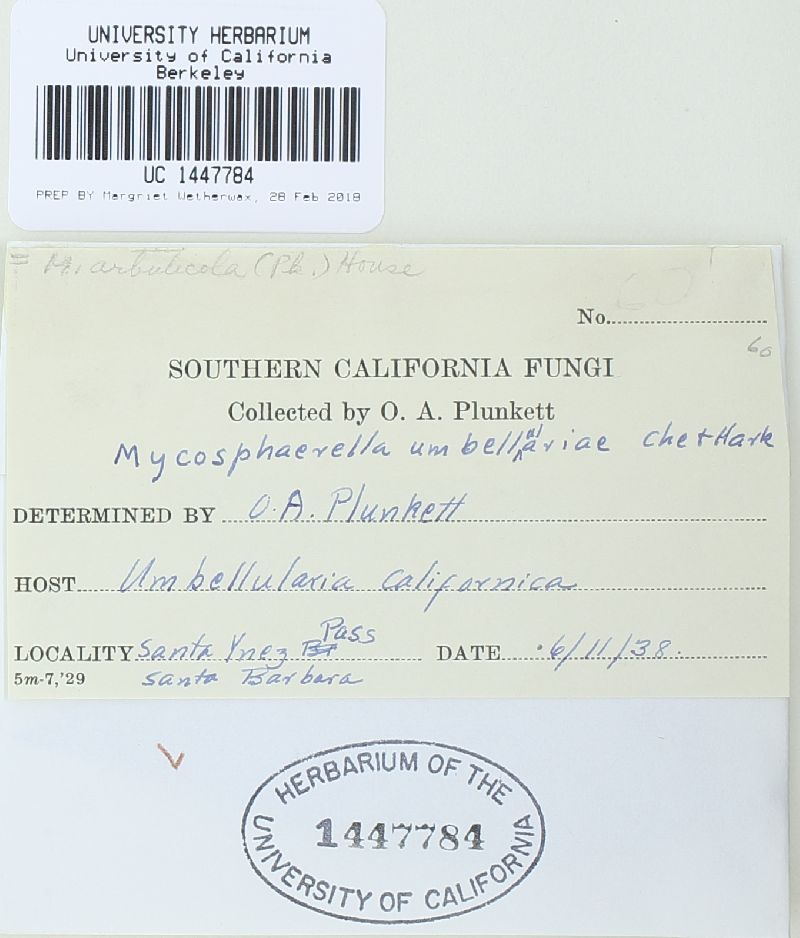 UNIVERSITY HERBARIUM
University of California
Berkeley
UC 1447784
PREP BY Margriet Wetherwax, 28 Feb 2018
= M. arbuticola (Pk.) House
No.
60
SOUTHERN CALIFORNIA FUNGI
Collected by O. A. Plunkett
Mycosphaerella umbellulariae Cke + Hark
DETERMINED BY O. A. Plunkett
HOST Umbellularia californica
LOCALITY Santa Ynez Pass DATE 6/11/38.
5m-7,'29 Santa Barbara
HERBARIUM OF THE
1447784
UNIVERSITY OF CALIFORNIA